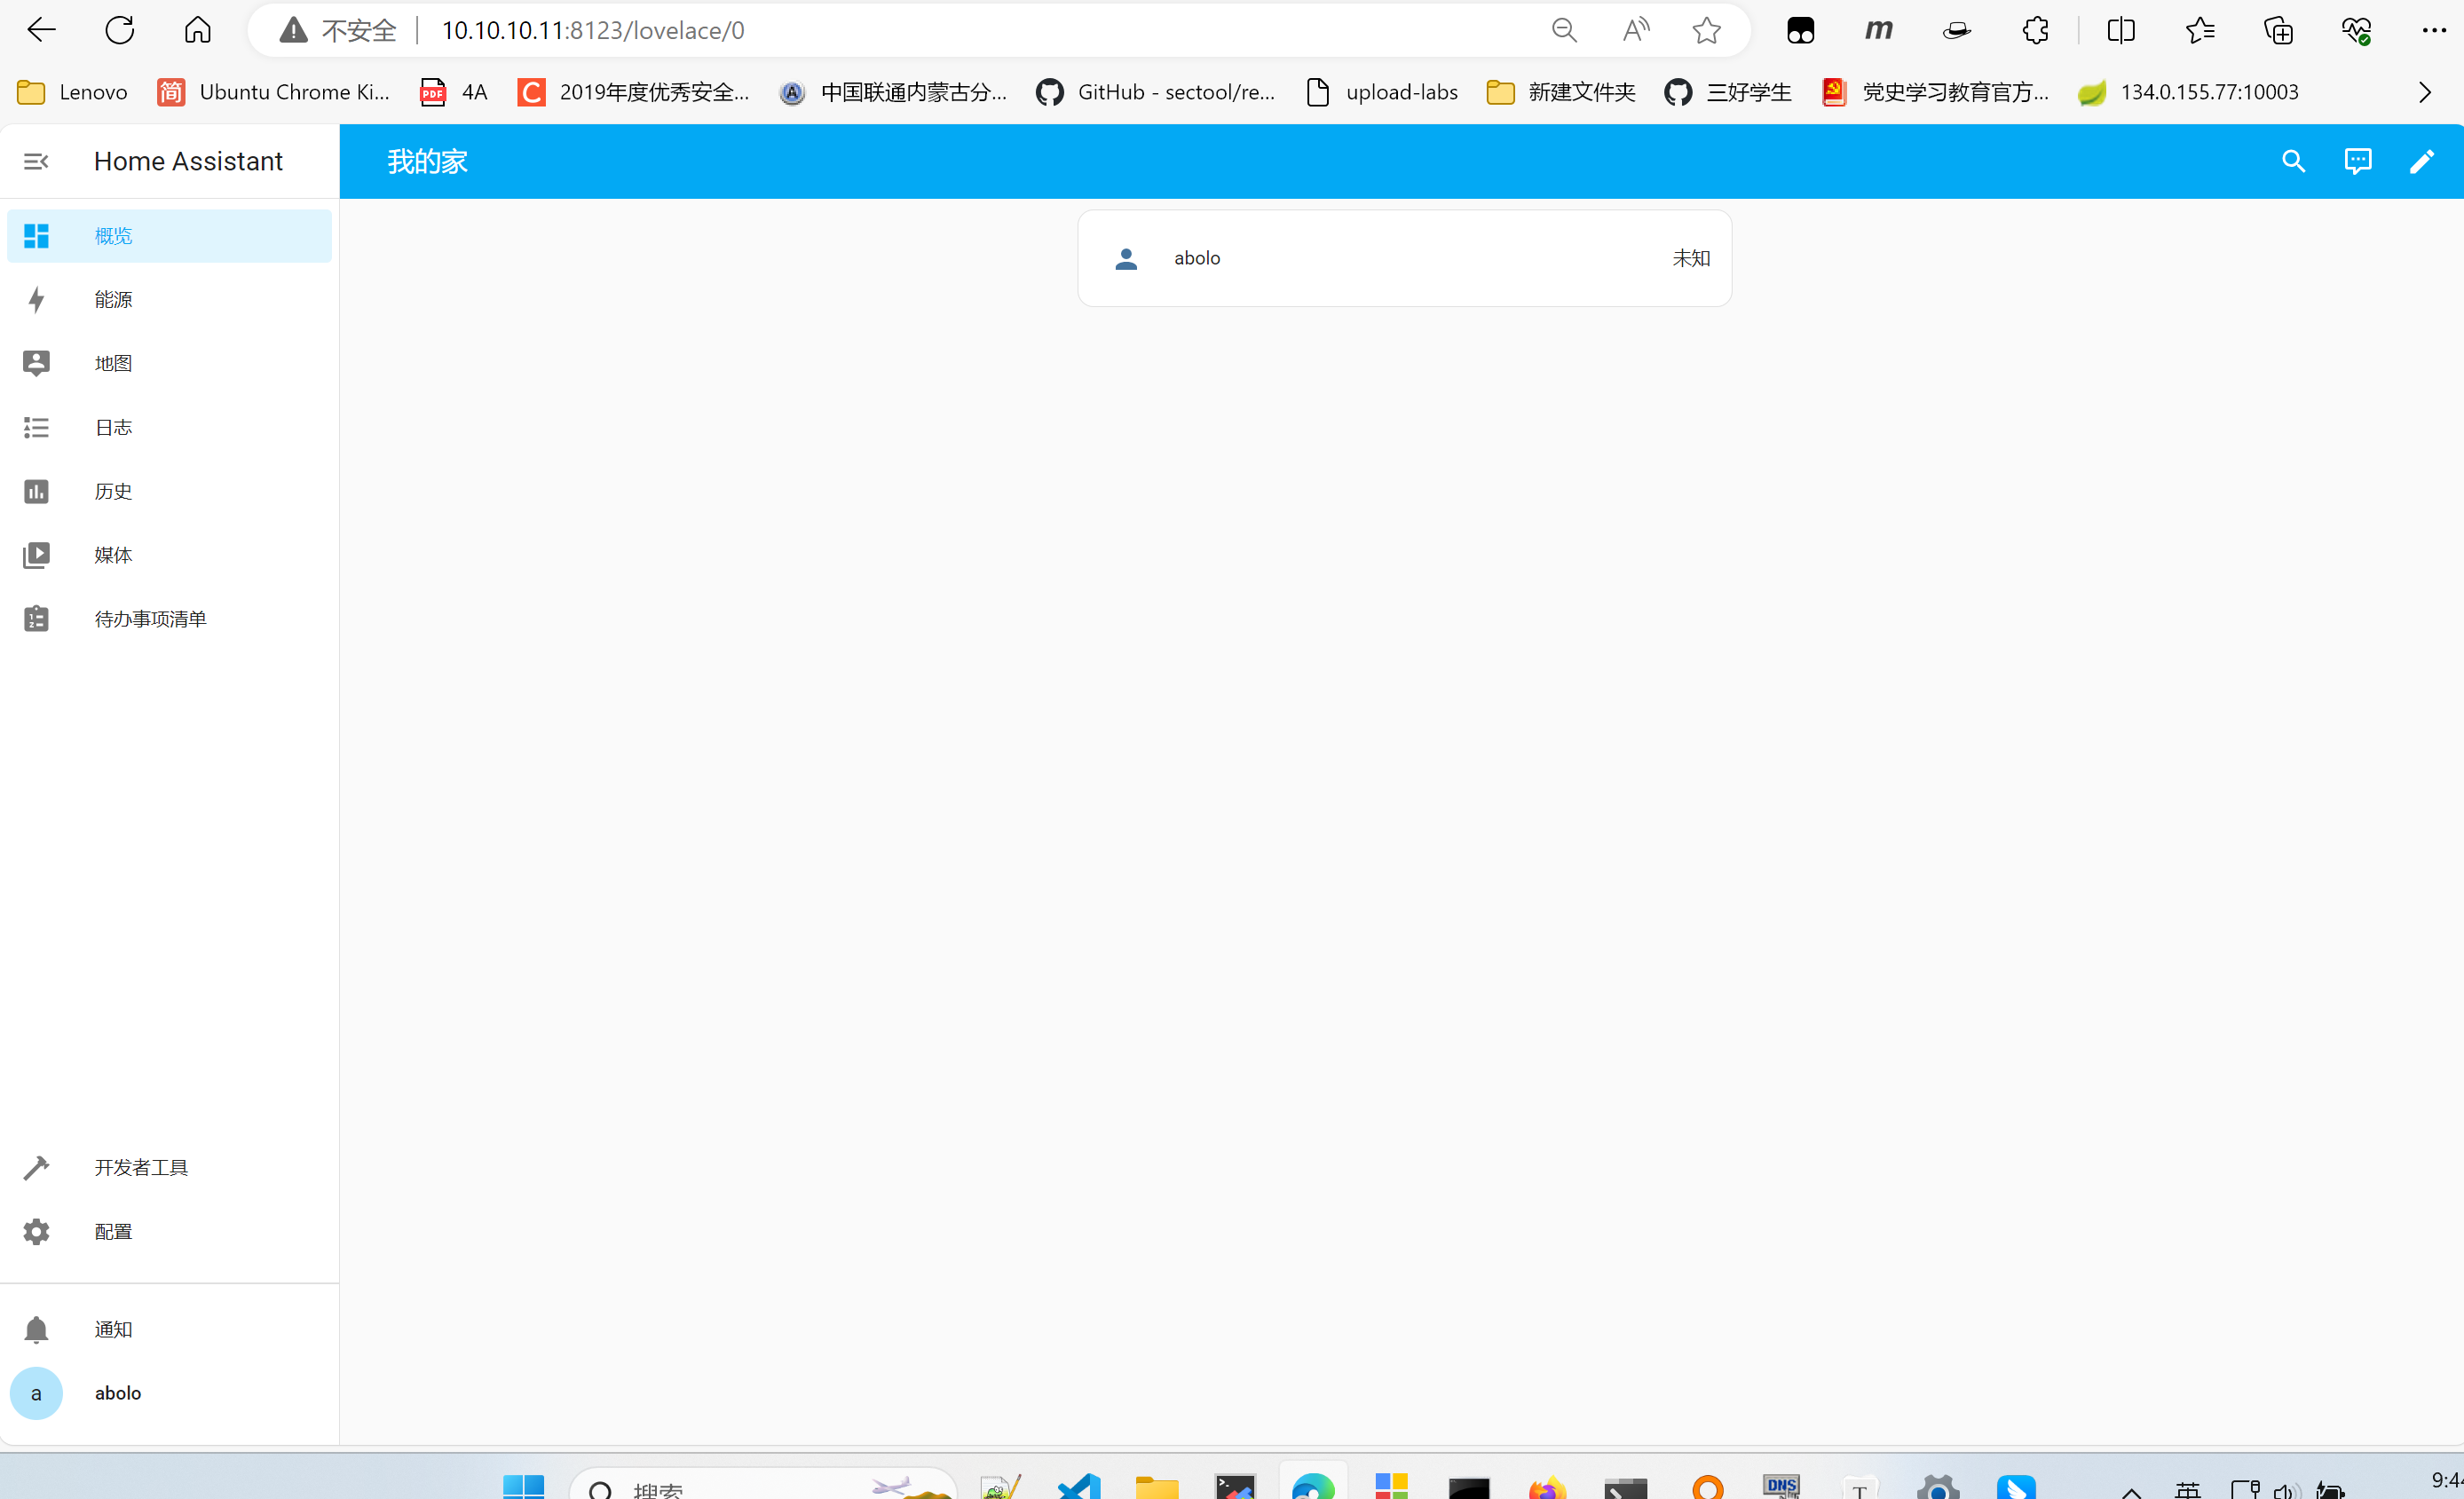 不安全 10.10.10.11:8123/lovelace/0
Lenovo 简 Ubuntu Chrome Ki... PDF 4A C 2019年度优秀安全... 中国联通内蒙古分... GitHub - sectool/re... upload-labs 新建文件夹 三好学生 党史学习教育官方... 134.0.155.77:10003
Home Assistant
我的家
概览
abolo 未知
能源
地图
日志
历史
媒体
待办事项清单
开发者工具
配置
通知
a abolo
搜索
DNS
T
英